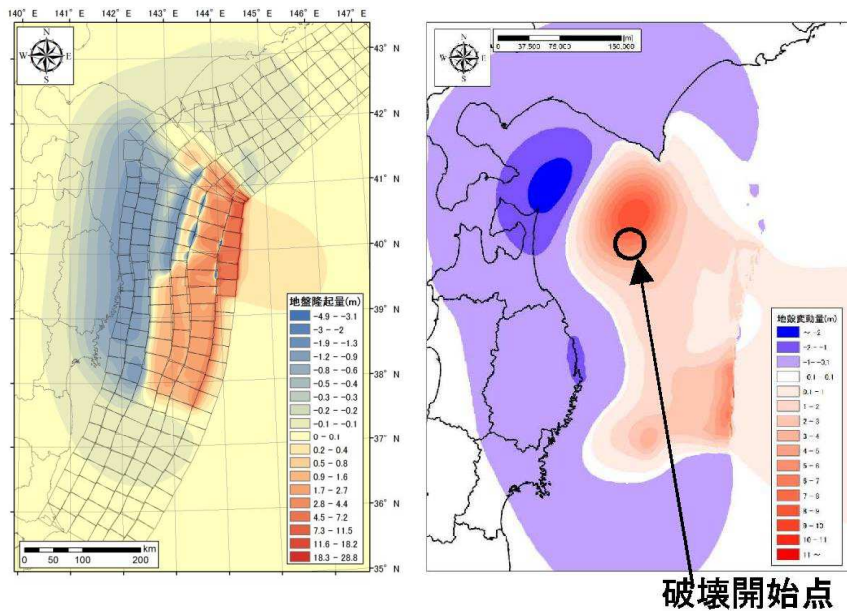 140° E 141° E 142° E 143° E 144° E 145° E 146° E 147° E
N
W E
S
43° N
42° N
41° N
40° N
39° N
38° N
37° N
36° N
35° N
地盤隆起量(m)
-4.9 - -3.1
-3 - -2
-1.9 - -1.3
-1.2 - -0.9
-0.8 - -0.6
-0.5 - -0.4
-0.3 - -0.3
-0.2 - -0.2
-0.1 - -0.1
0 - 0.1
0.2 - 0.4
0.5 - 0.8
0.9 - 1.6
1.7 - 2.7
2.8 - 4.4
4.5 - 7.2
7.3 - 11.5
11.6 - 18.2
18.3 - 28.8
km
0 50 100 200
N
W E
S
(m)
0 37,500 75,000 150,000
地殻変動量(m)
~ -2
-2 - -1
-1 - -0.1
-0.1 - 0.1
0.1 - 1
1 - 2
2 - 3
3 - 4
4 - 5
5 - 6
6 - 7
7 - 8
8 - 9
9 - 10
10 - 11
11 ~
破壊開始点